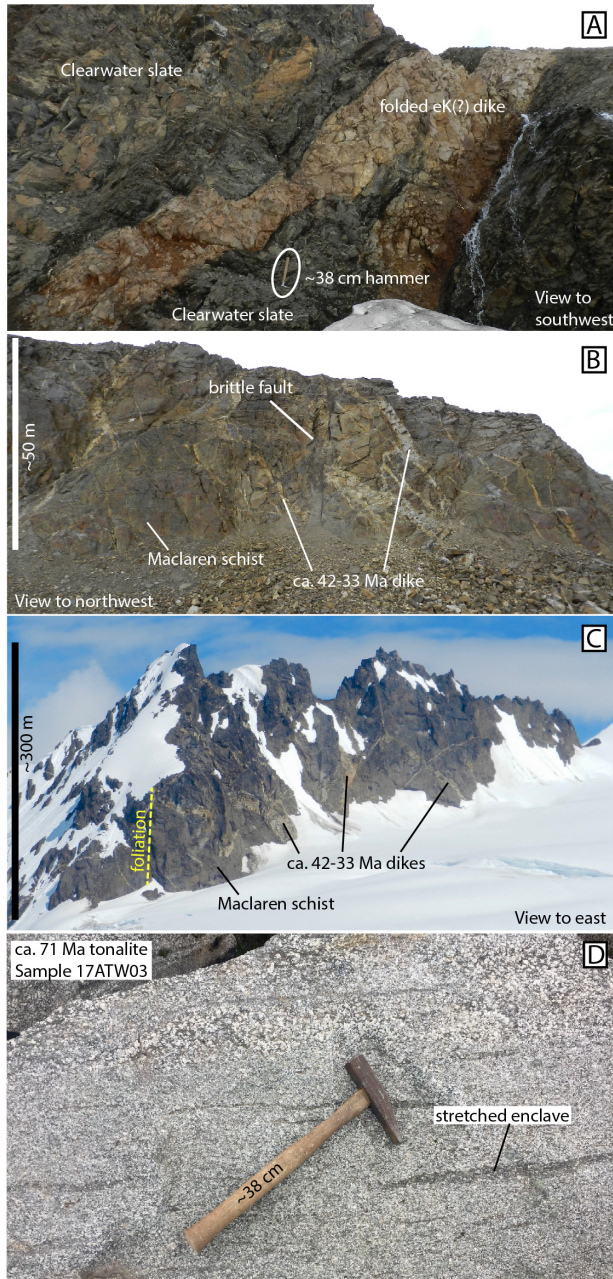 A
Clearwater slate
folded eK(?) dike
~38 cm hammer
Clearwater slate
View to
southwest
B
brittle fault
~50 m
Maclaren schist
ca. 42-33 Ma dike
View to northwest
C
~300 m
foliation
ca. 42-33 Ma dikes
Maclaren schist
View to east
ca. 71 Ma tonalite
Sample 17ATW03
D
stretched enclave
~38 cm